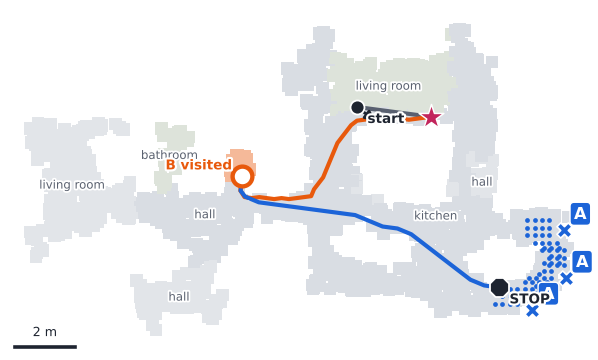 living room
start
bathroom
B visited
living room
hall
hall
kitchen
A
A
A
STOP
hall
2 m